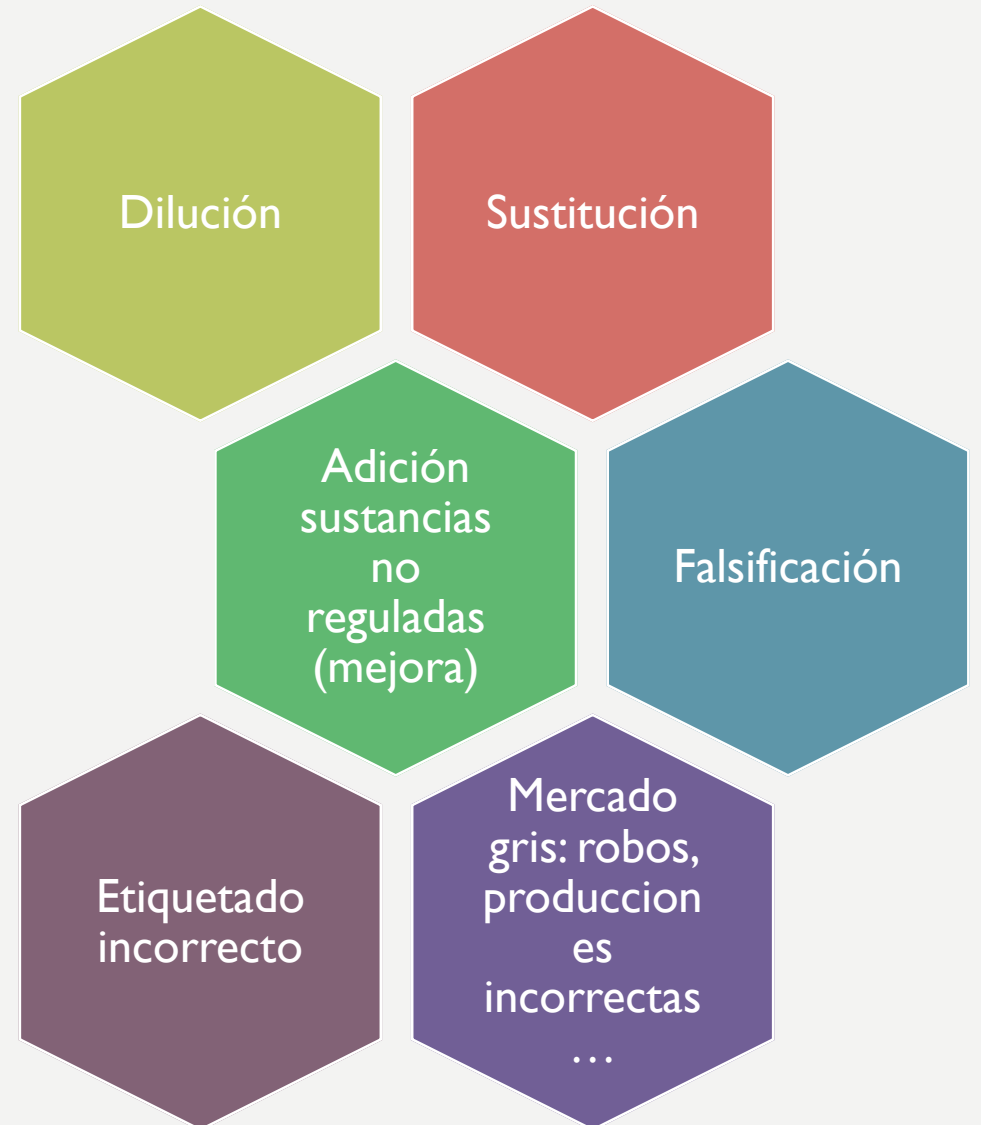 Dilución
Sustitución
Adición
sustancias
no
reguladas
(mejora)
Falsificación
Etiquetado
incorrecto
Mercado
gris: robos,
produccion
es
incorrectas
…